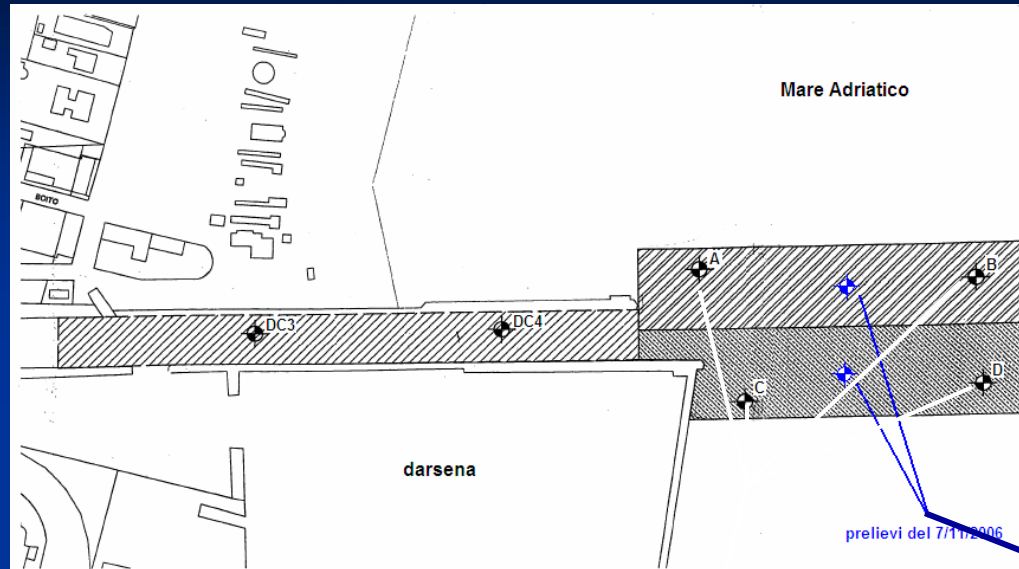 Mare Adriatico
BOITO
A
B
DC3
DC4
C
D
darsena
prelievi del 7/11/2006